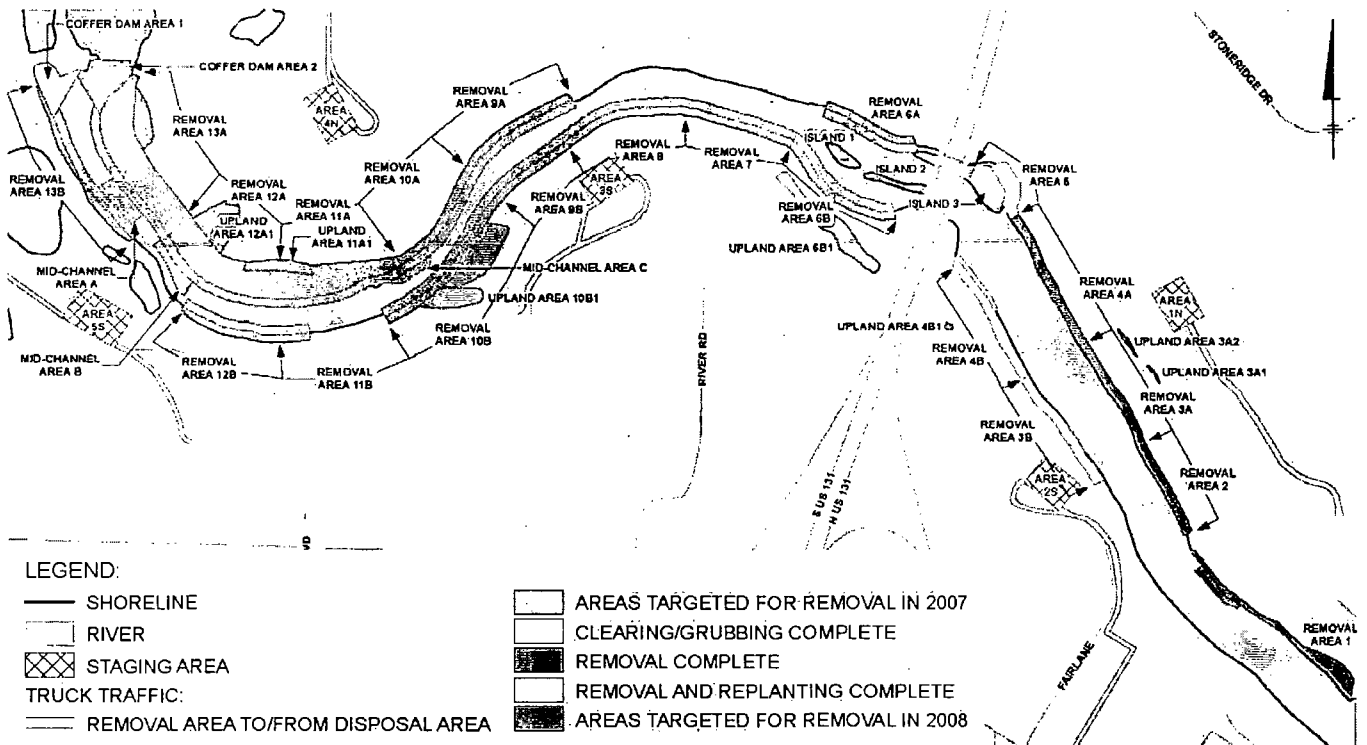 COFFER DAM AREA 1
COFFER DAM AREA 2
AREA
4N
REMOVAL
AREA 9A
REMOVAL
AREA 13A
REMOVAL
AREA 10A
REMOVAL
AREA 13B
REMOVAL
AREA 12A
REMOVAL
AREA 11A
UPLAND
AREA 12A1
UPLAND
AREA 11A1
MID-CHANNEL
AREA A
AREA
5S
MID-CHANNEL
AREA B
REMOVAL
AREA 12B
REMOVAL
AREA 11B
REMOVAL
AREA 10B
UPLAND AREA 10B1
MID-CHANNEL AREA C
REMOVAL
AREA 9B
AREA
3S
REMOVAL
AREA 8
REMOVAL
AREA 7
REMOVAL
AREA 6A
ISLAND 1
ISLAND 2
ISLAND 3
REMOVAL
AREA 6B
UPLAND AREA 6B1
REMOVAL
AREA 5
STONERIDGE DR
RIVER RD
S US 131
N US 131
UPLAND AREA 4B1
REMOVAL
AREA 4B
REMOVAL
AREA 4A
AREA
1N
UPLAND AREA 3A2
UPLAND AREA 3A1
REMOVAL
AREA 3A
REMOVAL
AREA 3B
AREA
2S
REMOVAL
AREA 2
REMOVAL
AREA 1
FAIRLANE
LEGEND:
SHORELINE
RIVER
STAGING AREA
TRUCK TRAFFIC:
REMOVAL AREA TO/FROM DISPOSAL AREA
AREAS TARGETED FOR REMOVAL IN 2007
CLEARING/GRUBBING COMPLETE
REMOVAL COMPLETE
REMOVAL AND REPLANTING COMPLETE
AREAS TARGETED FOR REMOVAL IN 2008